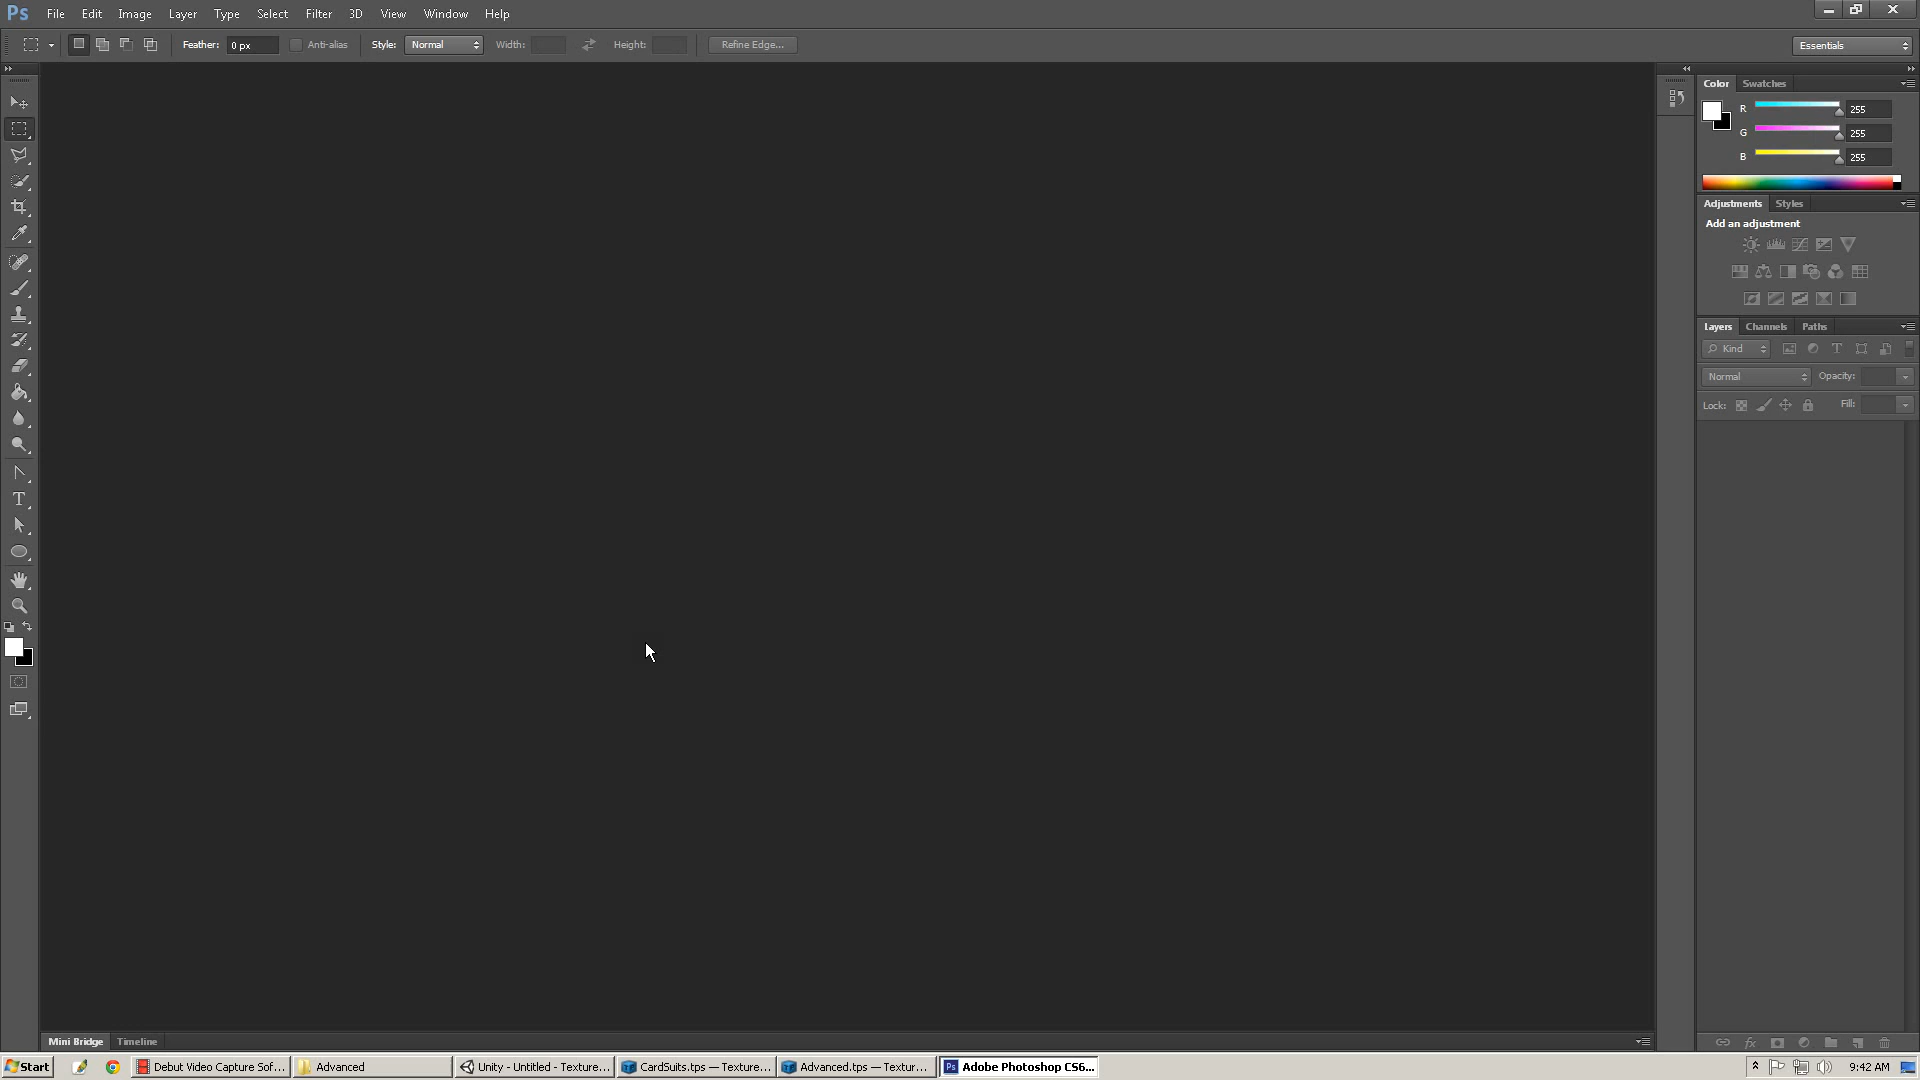 Ps File Edit Image Layer Type Select Filter 3D View Window Help
Feather: 0 px Anti-alias Style: Normal Width: Height: Refine Edge... Essentials
Color Swatches
R 255
G 255
B 255
Adjustments Styles
Add an adjustment
Layers Channels Paths
Kind T
Normal Opacity:
Lock: Fill:
T
fx
Mini Bridge Timeline
Start Debut Video Capture Sof... Advanced Unity - Untitled - Texture... CardSuits.tps — Texture... Advanced.tps — Textur... Ps Adobe Photoshop CS6... 9:42 AM